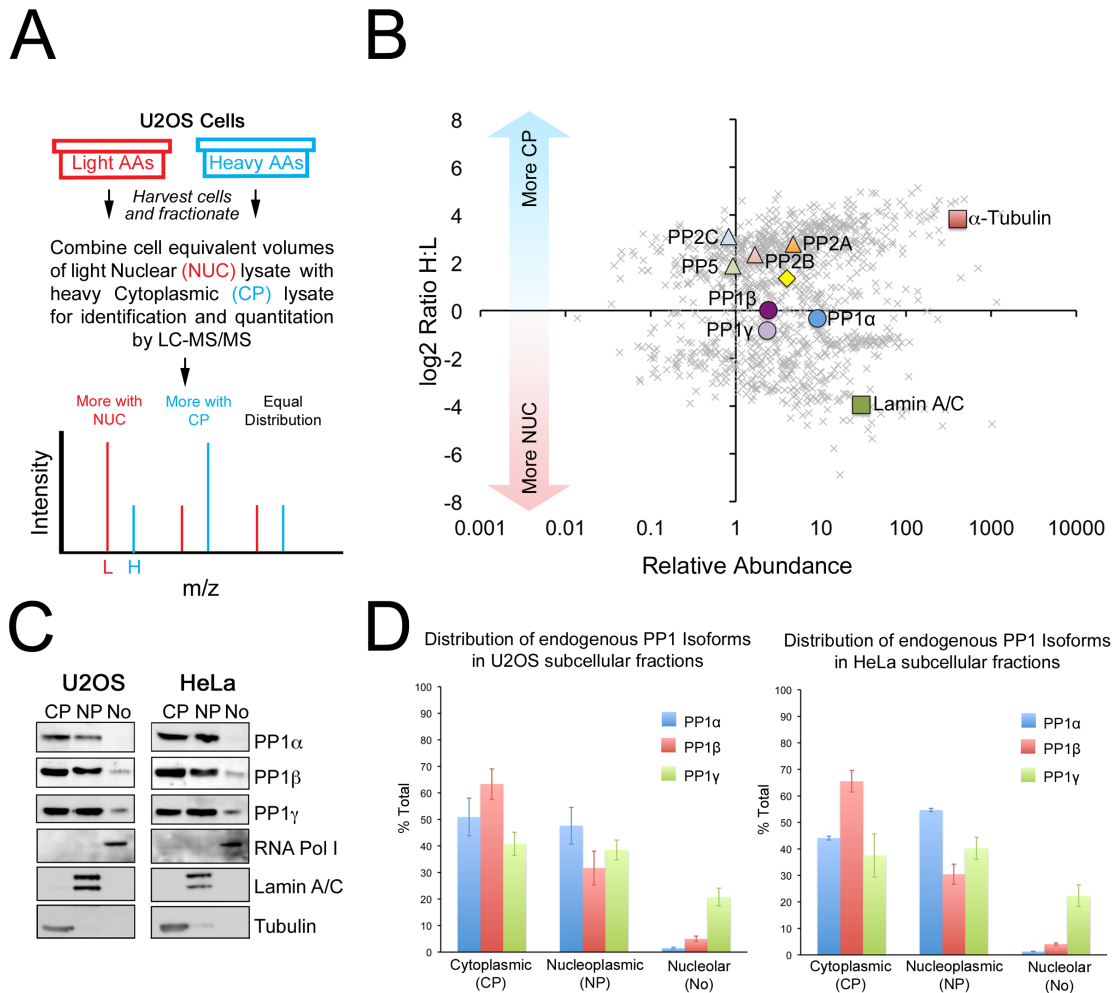 A
U2OS Cells
Light AAs
Heavy AAs
Harvest cells
and fractionate
Combine cell equivalent volumes
of light Nuclear (NUC) lysate with
heavy Cytoplasmic (CP) lysate
for identification and quantitation
by LC-MS/MS
More with
NUC
More with
CP
Equal
Distribution
Intensity
L H
m/z
B
log2 Ratio H:L
More CP
More NUC
8
6
4
2
0
-2
-4
-6
-8
0.001 0.01 0.1 1 10 100 1000 10000
Relative Abundance
α-Tubulin
PP2C
PP2A
PP5
PP2B
PP1β
PP1γ
PP1α
Lamin A/C
C
U2OS HeLa
CP NP No CP NP No
PP1α
PP1β
PP1γ
RNA Pol I
Lamin A/C
Tubulin
D
Distribution of endogenous PP1 Isoforms
in U2OS subcellular fractions
% Total
100
90
80
70
60
50
40
30
20
10
0
PP1α
PP1β
PP1γ
Cytoplasmic
(CP)
Nucleoplasmic
(NP)
Nucleolar
(No)
Distribution of endogenous PP1 Isoforms
in HeLa subcellular fractions
% Total
100
90
80
70
60
50
40
30
20
10
0
PP1α
PP1β
PP1γ
Cytoplasmic
(CP)
Nucleoplasmic
(NP)
Nucleolar
(No)